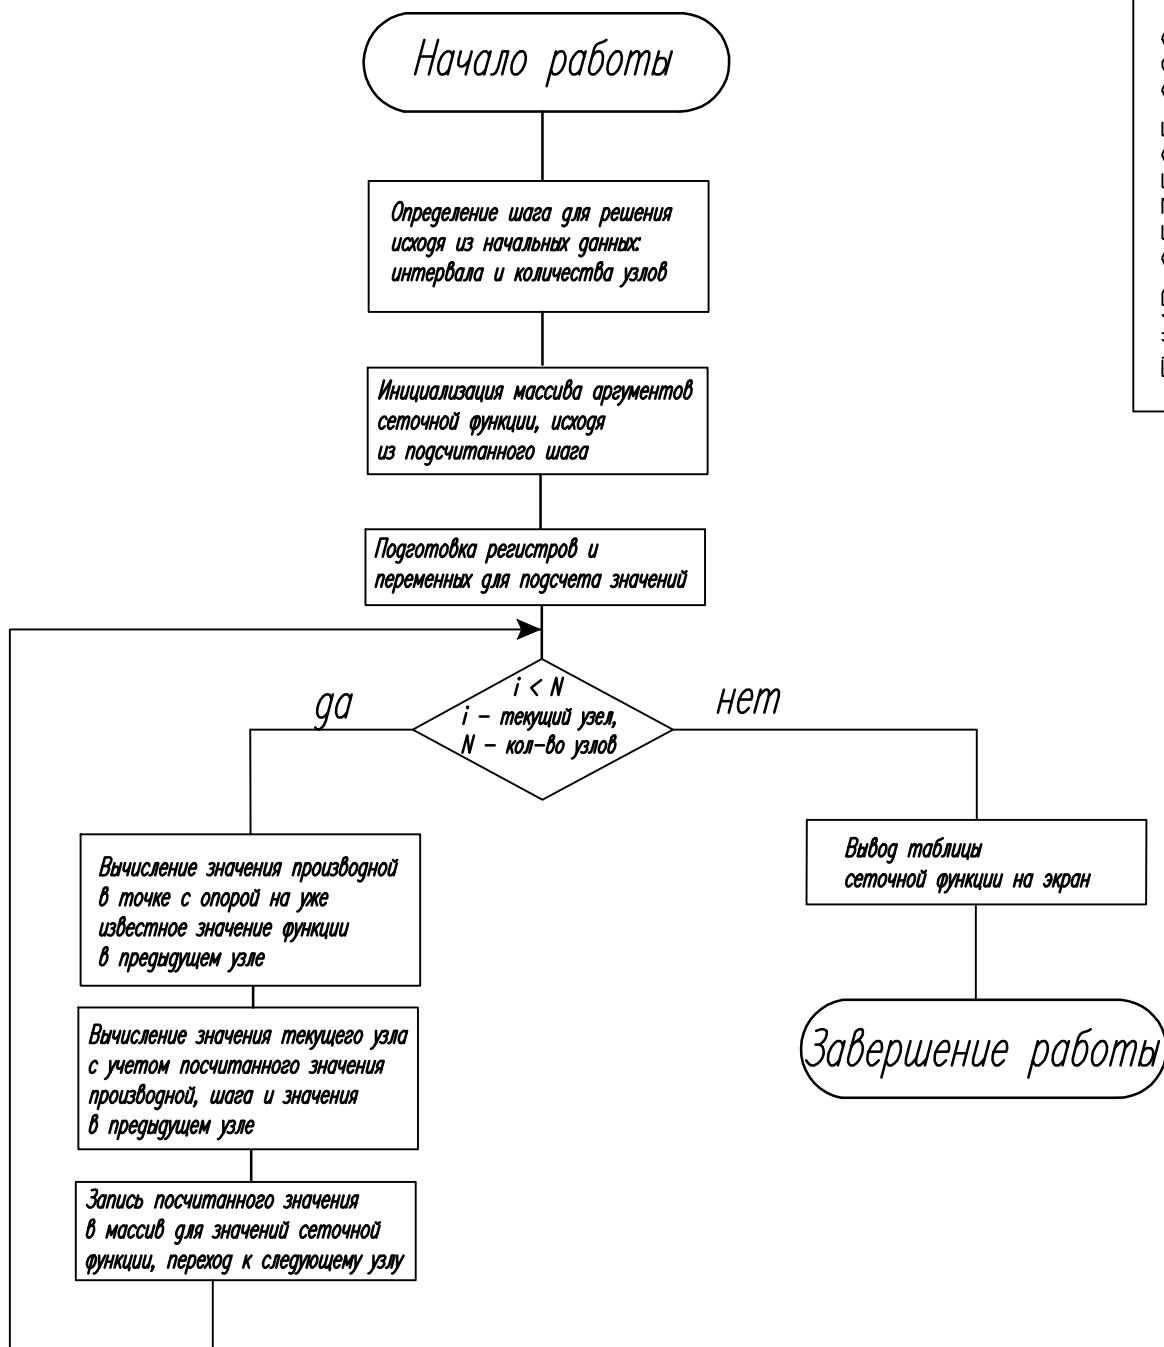 Начало работы
Определение шага для решения
исходя из начальных данных:
интервала и количества узлов
Инициализация массива аргументов
сеточной функции, исходя
из подсчитанного шага
Подготовка регистров и
переменных для подсчета значений
i < N
i – текущий узел,
N – кол-во узлов
да
нет
Вычисление значения производной
в точке с опорой на уже
известное значение функции
в предыдущем узле
Вычисление значения текущего узла
с учетом посчитанного значения
производной, шага и значения
в предыдущем узле
Запись посчитанного значения
в массив для значений сеточной
функции, переход к следующему узлу
Вывод таблицы
сеточной функции на экран
Завершение работы